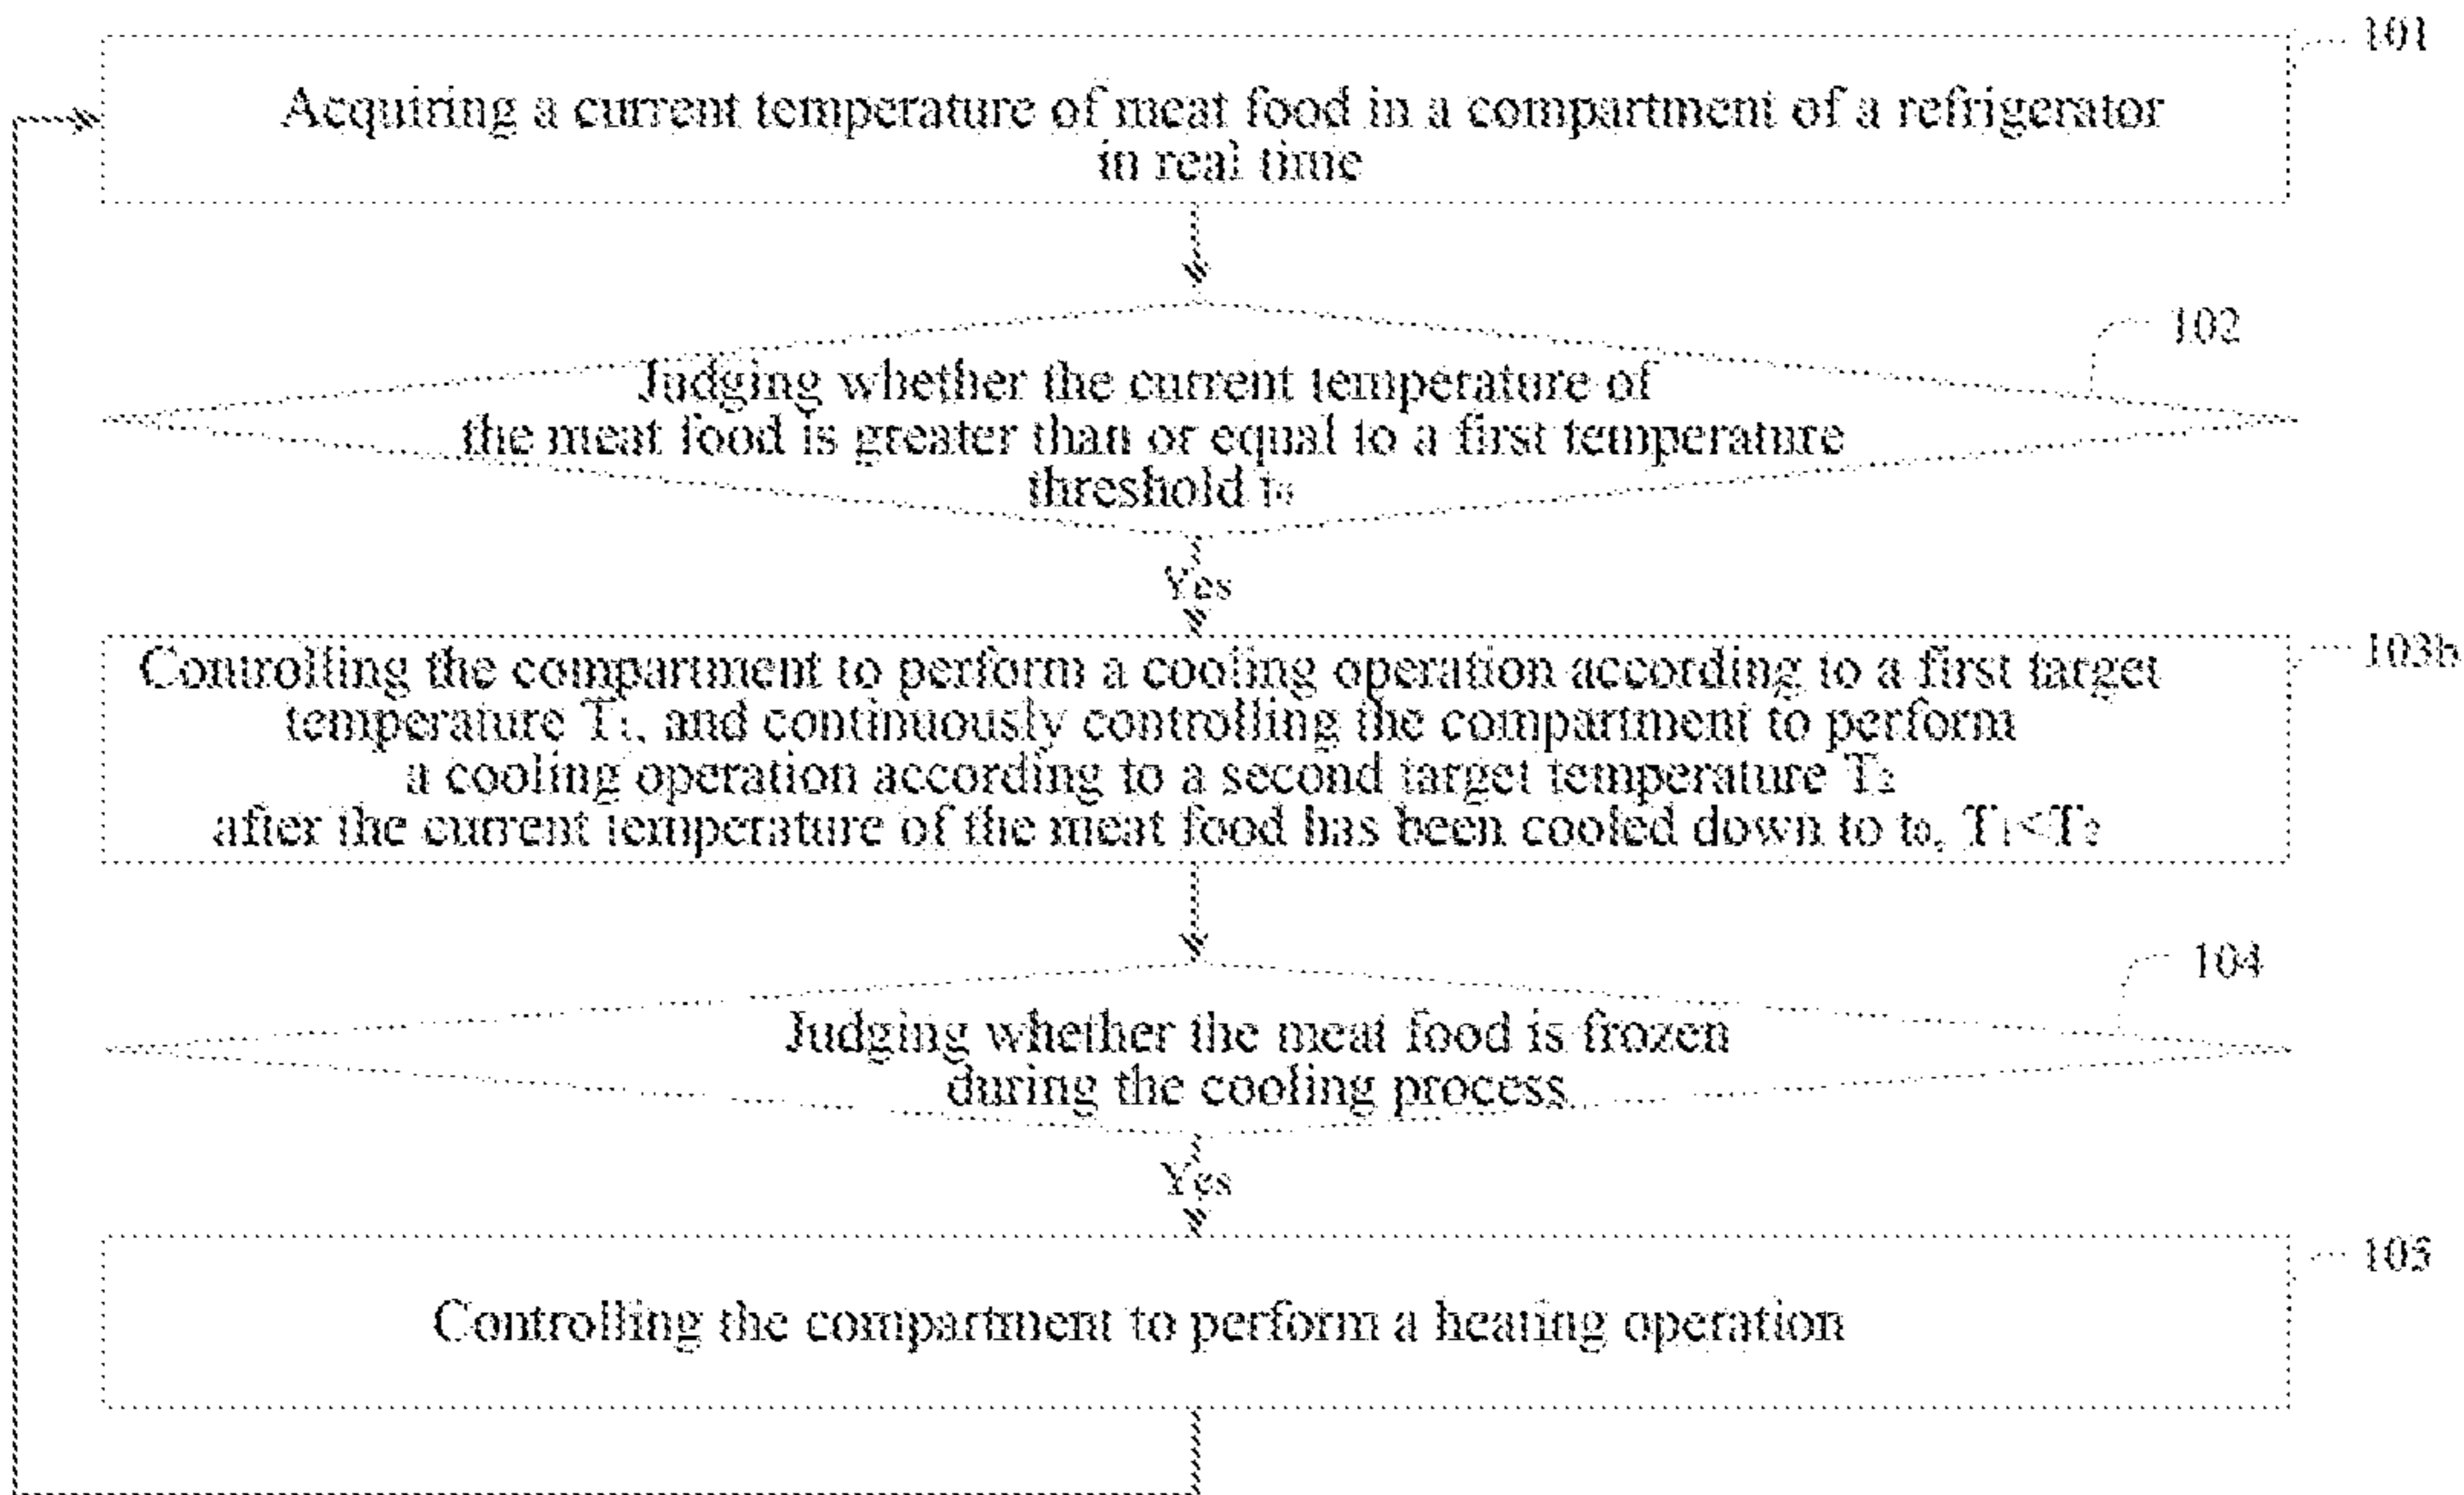 101
Acquiring a current temperature of meat food in a compartment of a refrigerator
in real time
102
Judging whether the current temperature of
the meat food is greater than or equal to a first temperature
threshold t₀
Yes
103b
Controlling the compartment to perform a cooling operation according to a first target
temperature T₁, and continuously controlling the compartment to perform
a cooling operation according to a second target temperature T₂
after the current temperature of the meat food has been cooled down to t₀, T₁<T₂
104
Judging whether the meat food is frozen
during the cooling process
Yes
105
Controlling the compartment to perform a heating operation